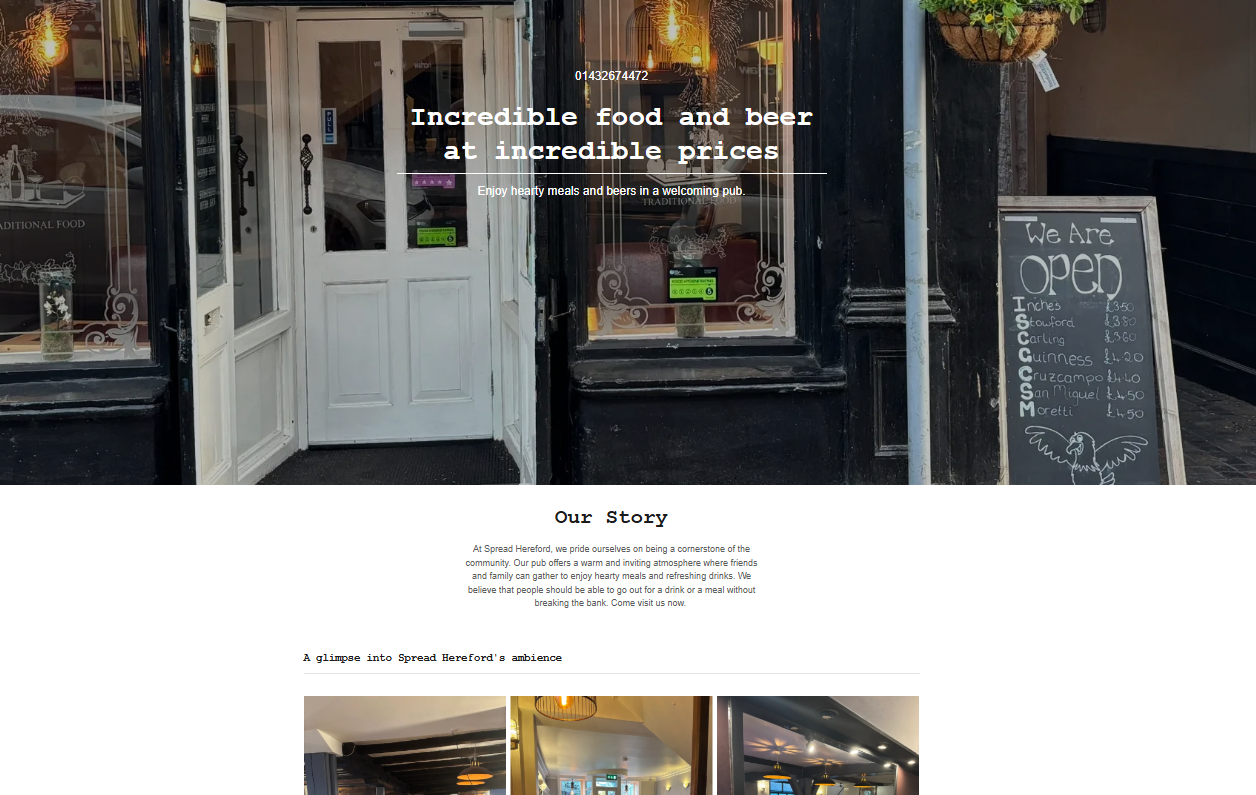 01432674472
Incredible food and beer
at incredible prices
Enjoy hearty meals and beers in a welcoming pub.
TRADITIONAL FOOD
ADITIONAL FOOD
We Are
OPEN
Inches £3.50
Stowford £3.80
Carling £3.60
Guinness £4.20
Cruzcampo £4.40
San Miguel £4.50
Moretti £4.50
Our Story
At Spread Hereford, we pride ourselves on being a cornerstone of the
community. Our pub offers a warm and inviting atmosphere where friends
and family can gather to enjoy hearty meals and refreshing drinks. We
believe that people should be able to go out for a drink or a meal without
breaking the bank. Come visit us now.
A glimpse into Spread Hereford's ambience